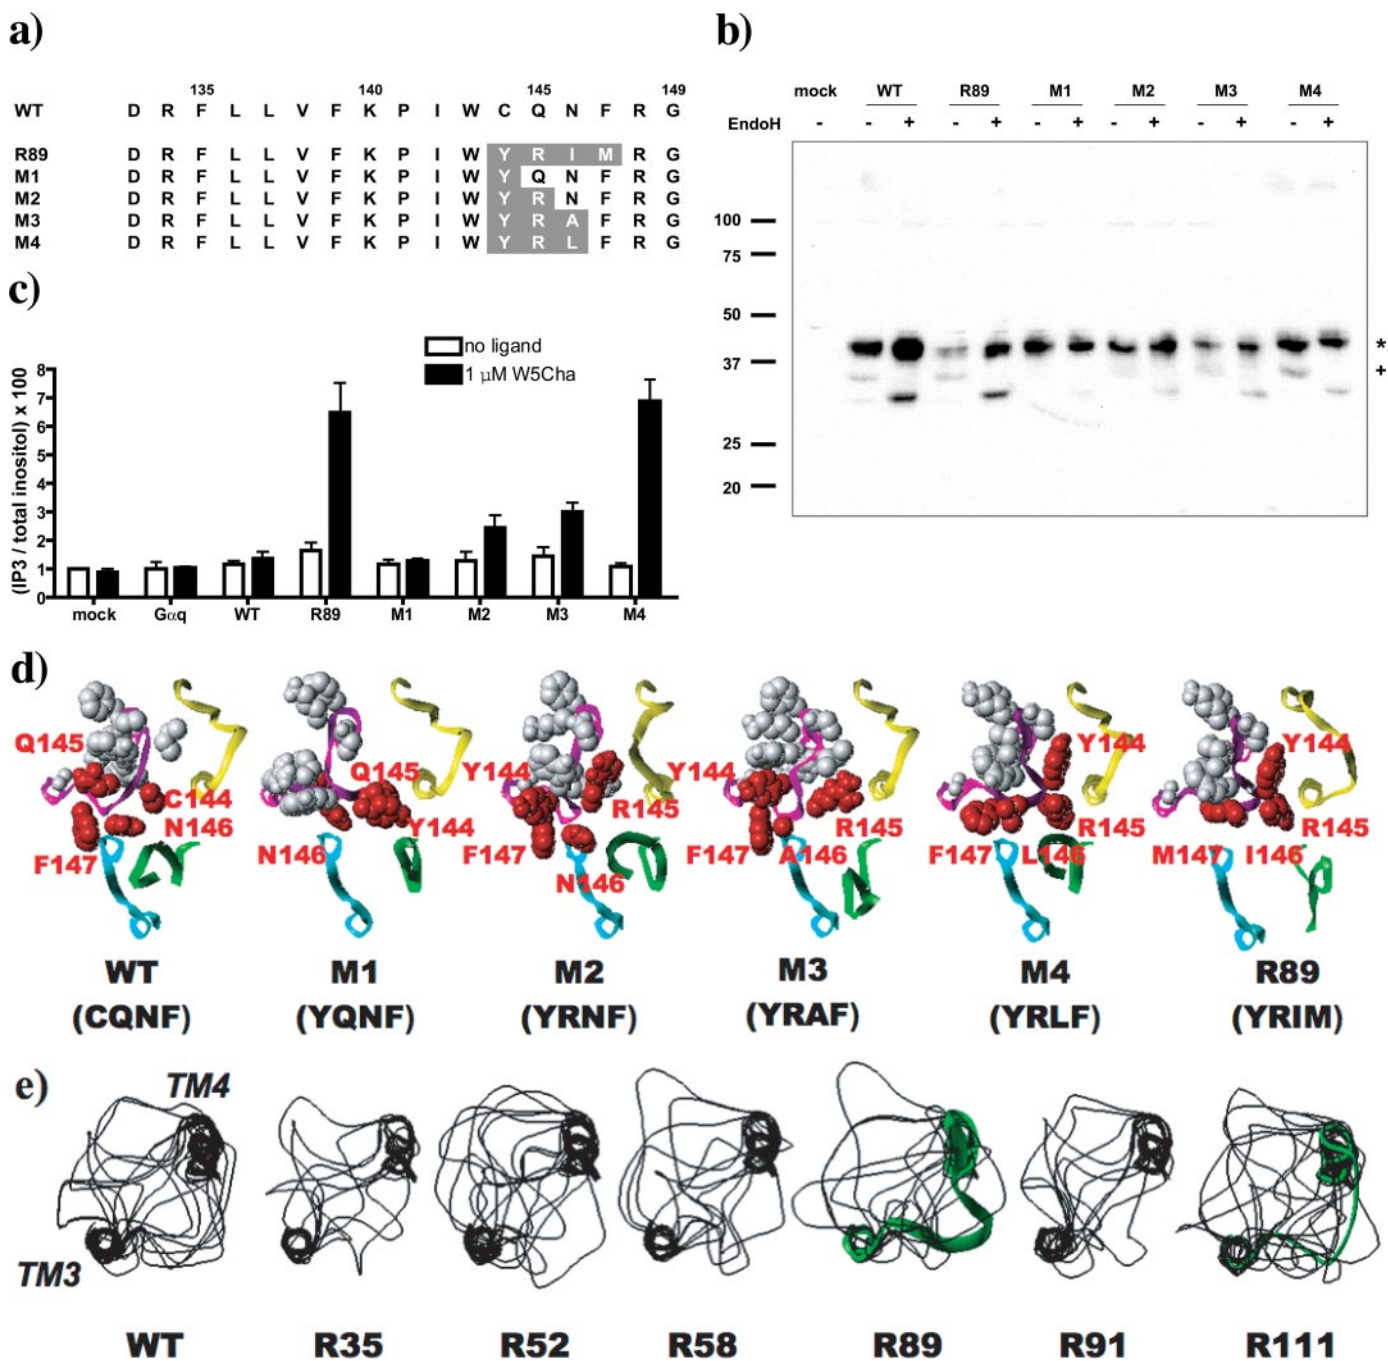 a)
135 140 145 149
WT D R F L L V F K P I W C Q N F R G
R89 D R F L L V F K P I W Y R I M R G
M1 D R F L L V F K P I W Y Q N F R G
M2 D R F L L V F K P I W Y R N F R G
M3 D R F L L V F K P I W Y R A F R G
M4 D R F L L V F K P I W Y R L F R G
b)
mock WT R89 M1 M2 M3 M4
EndoH - - + - + - + - + - + - +
100
75
50
37
25
20
*
+
c)
no ligand
1 µM W5Cha
(IP3 / total inositol) x 100
8
7
6
5
4
3
2
1
0
mock Gαq WT R89 M1 M2 M3 M4
d)
Q145 C144 N146 F147
Q145 Y144 N146
Y144 R145 F147 N146
Y144 R145 F147 A146
Y144 R145 F147 L146
Y144 R145 M147 I146
WT M1 M2 M3 M4 R89
(CQNF) (YQNF) (YRNF) (YRAF) (YRLF) (YRIM)
e)
TM4
TM3
WT R35 R52 R58 R89 R91 R111